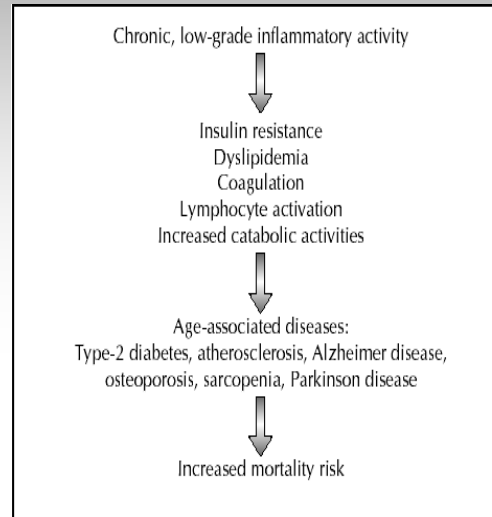 Chronic, low-grade inflammatory activity
Insulin resistance
Dyslipidemia
Coagulation
Lymphocyte activation
Increased catabolic activities
Age-associated diseases:
Type-2 diabetes, atherosclerosis, Alzheimer disease,
osteoporosis, sarcopenia, Parkinson disease
Increased mortality risk